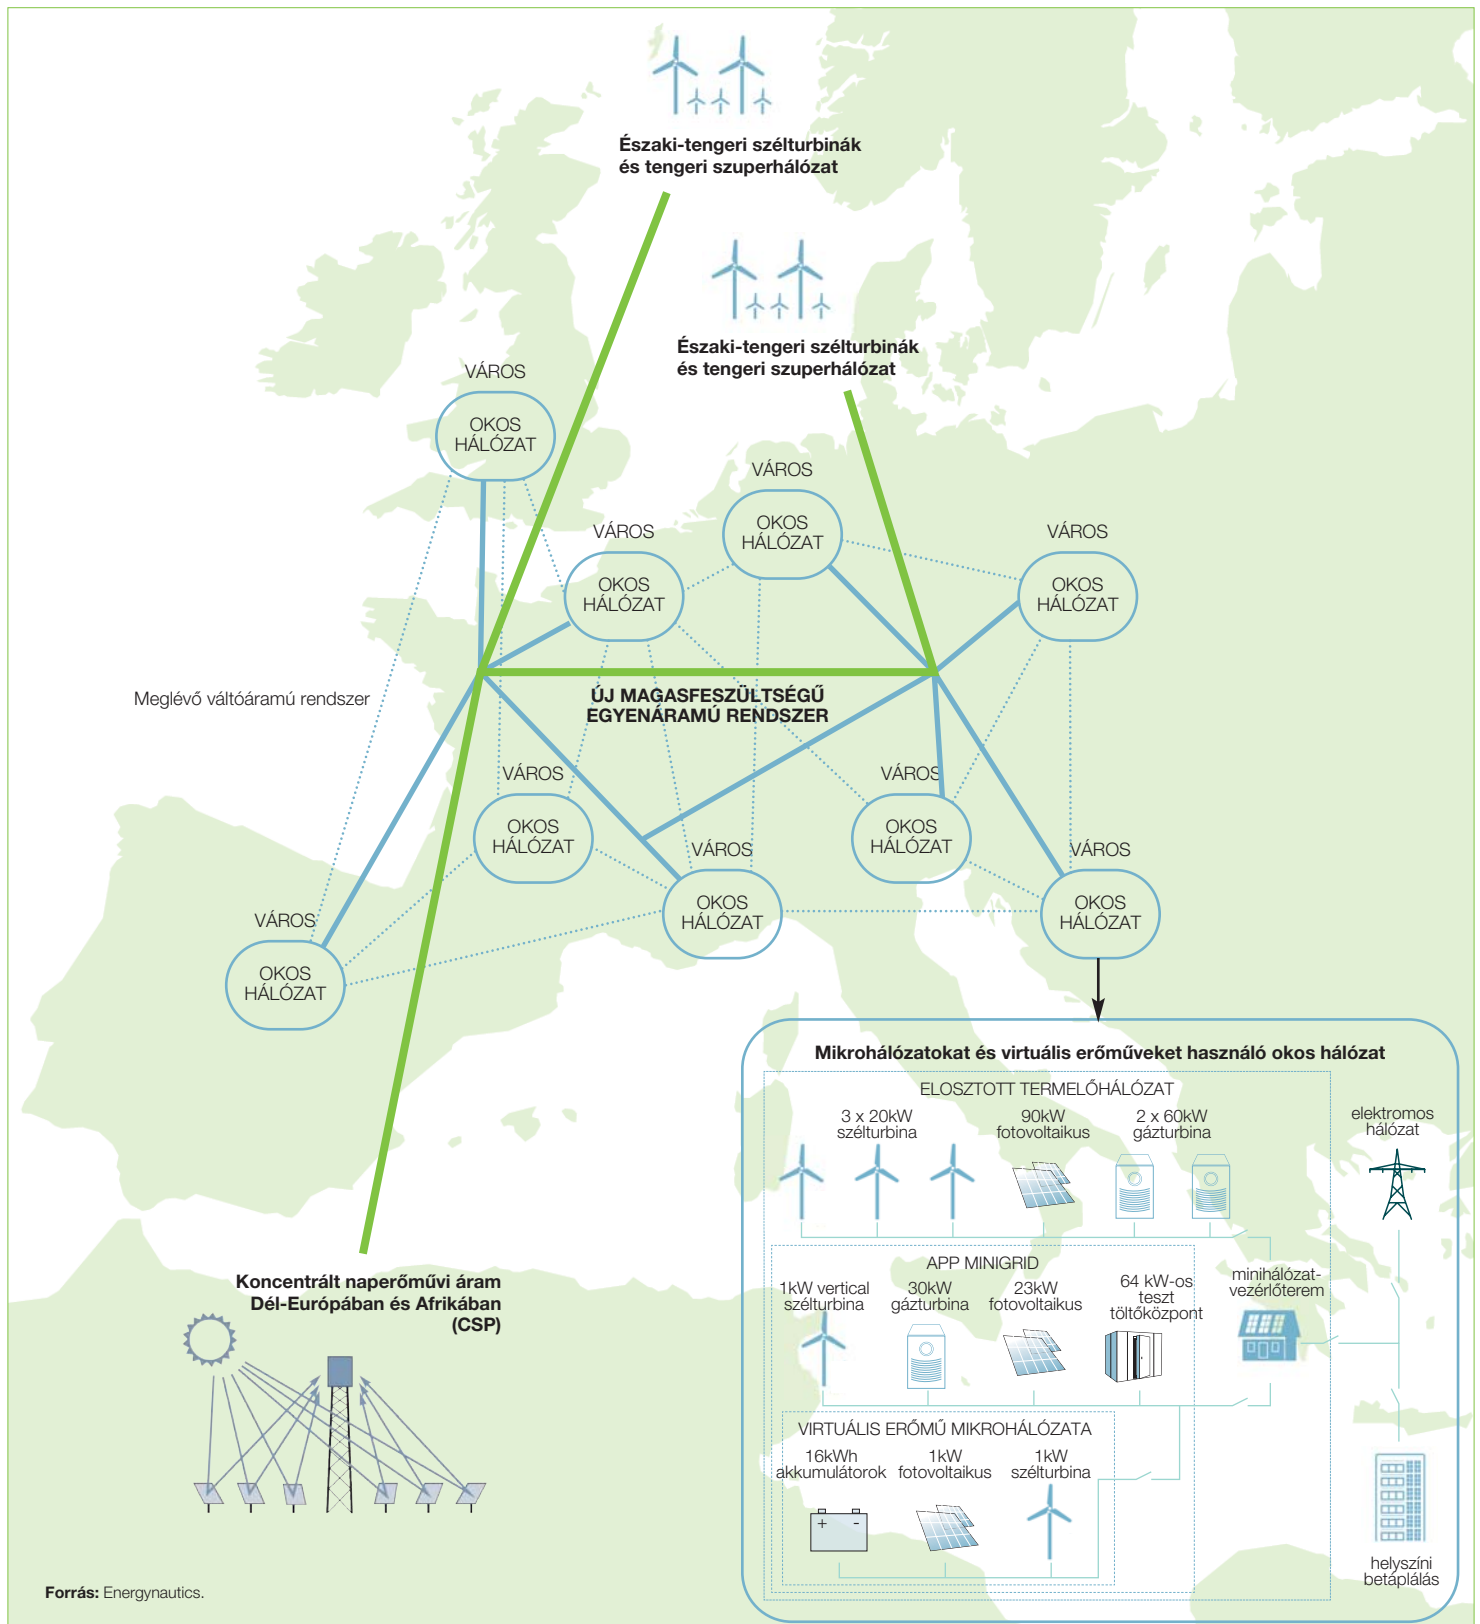 Északi-tengeri szélturbinák
és tengeri szuperhálózat
Északi-tengeri szélturbinák
és tengeri szuperhálózat
VÁROS
OKOS
HÁLÓZAT
VÁROS
OKOS
HÁLÓZAT
VÁROS
OKOS
HÁLÓZAT
VÁROS
OKOS
HÁLÓZAT
Meglévő váltóáramú rendszer
ÚJ MAGASFESZÜLTSÉGŰ
EGYENÁRAMÚ RENDSZER
VÁROS
OKOS
HÁLÓZAT
VÁROS
OKOS
HÁLÓZAT
VÁROS
OKOS
HÁLÓZAT
VÁROS
OKOS
HÁLÓZAT
VÁROS
OKOS
HÁLÓZAT
Koncentrált naperőművi áram
Dél-Európában és Afrikában
(CSP)
Mikrohálózatokat és virtuális erőműveket használó okos hálózat
ELOSZTOTT TERMELŐHÁLÓZAT
3 x 20kW
szélturbina
90kW
fotovoltaikus
2 x 60kW
gázturbina
elektromos
hálózat
APP MINIGRID
1kW vertical
szélturbina
30kW
gázturbina
23kW
fotovoltaikus
64 kW-os
teszt
töltőközpont
minihálózat-
vezérlőterem
VIRTUÁLIS ERŐMŰ MIKROHÁLÓZATA
16kWh
akkumulátorok
1kW
fotovoltaikus
1kW
szélturbina
+ -
helyszíni
betáplálás
Forrás: Energynautics.